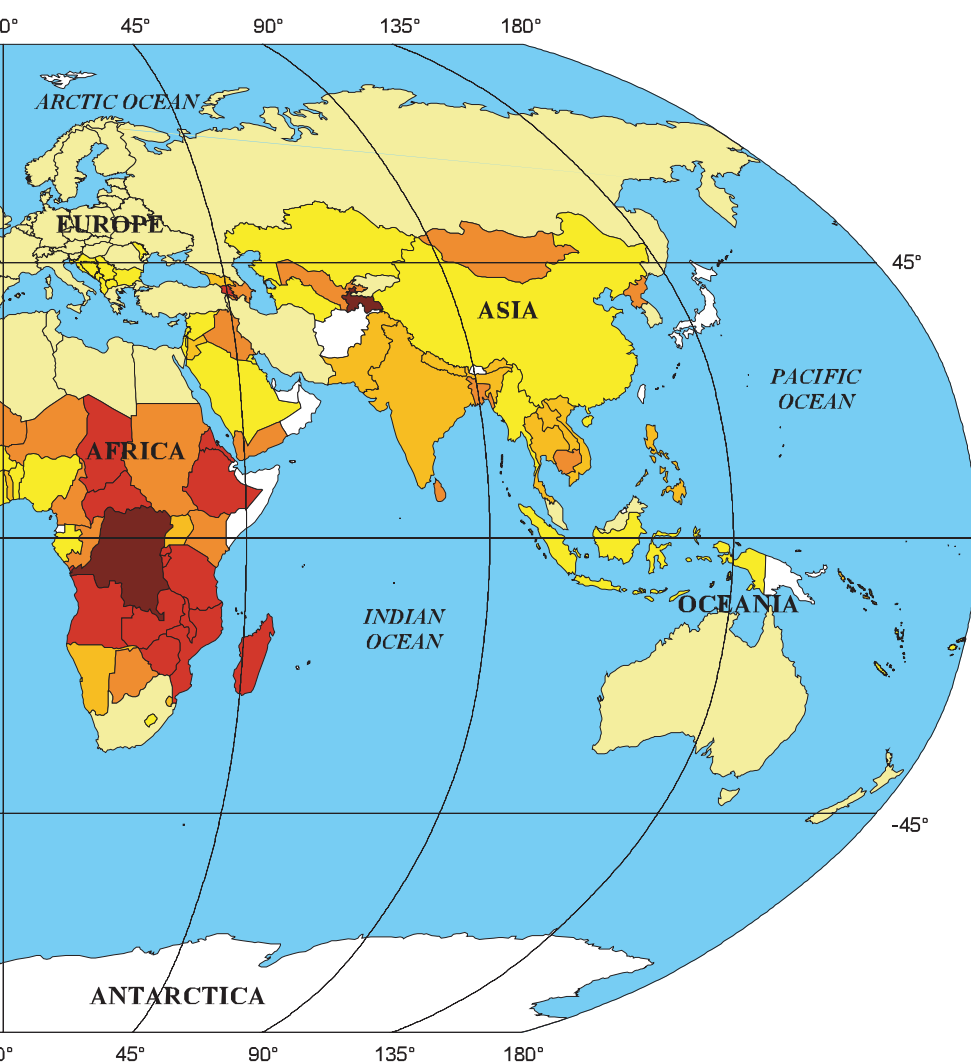 0° 45° 90° 135° 180°
ARCTIC OCEAN
EUROPE
45°
ASIA
PACIFIC
OCEAN
AFRICA
OCEANIA
INDIAN
OCEAN
-45°
ANTARCTICA
0° 45° 90° 135° 180°